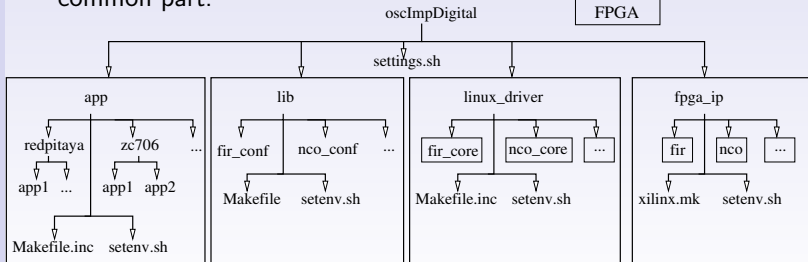 common part.
oscImpDigital
FPGA
settings.sh
app
lib
linux_driver
fpga_ip
redpitaya
zc706
...
fir_conf
nco_conf
...
fir_core
nco_core
...
fir
nco
...
app1
...
app1
app2
Makefile
setenv.sh
Makefile.inc
setenv.sh
xilinx.mk
setenv.sh
Makefile.inc
setenv.sh